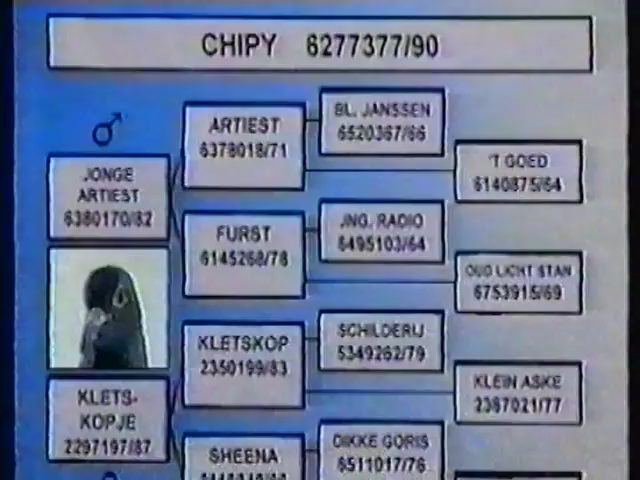 CHIPY 6277377/90
ARTIEST
6378018/71
BL. JANSSEN
6520367/66
'T GOED
6140875/64
JONGE
ARTIEST
6380170/82
FURST
6145268/78
JNG. RADIO
6495103/64
OUD LICHT STAN
6753915/69
KLETSKOP
2350199/83
SCHILDERIJ
5349262/79
KLEIN ASKE
2387021/77
KLETS-
KOPJE
2297197/87
SHEENA
DIKKE GORIS
6511017/76